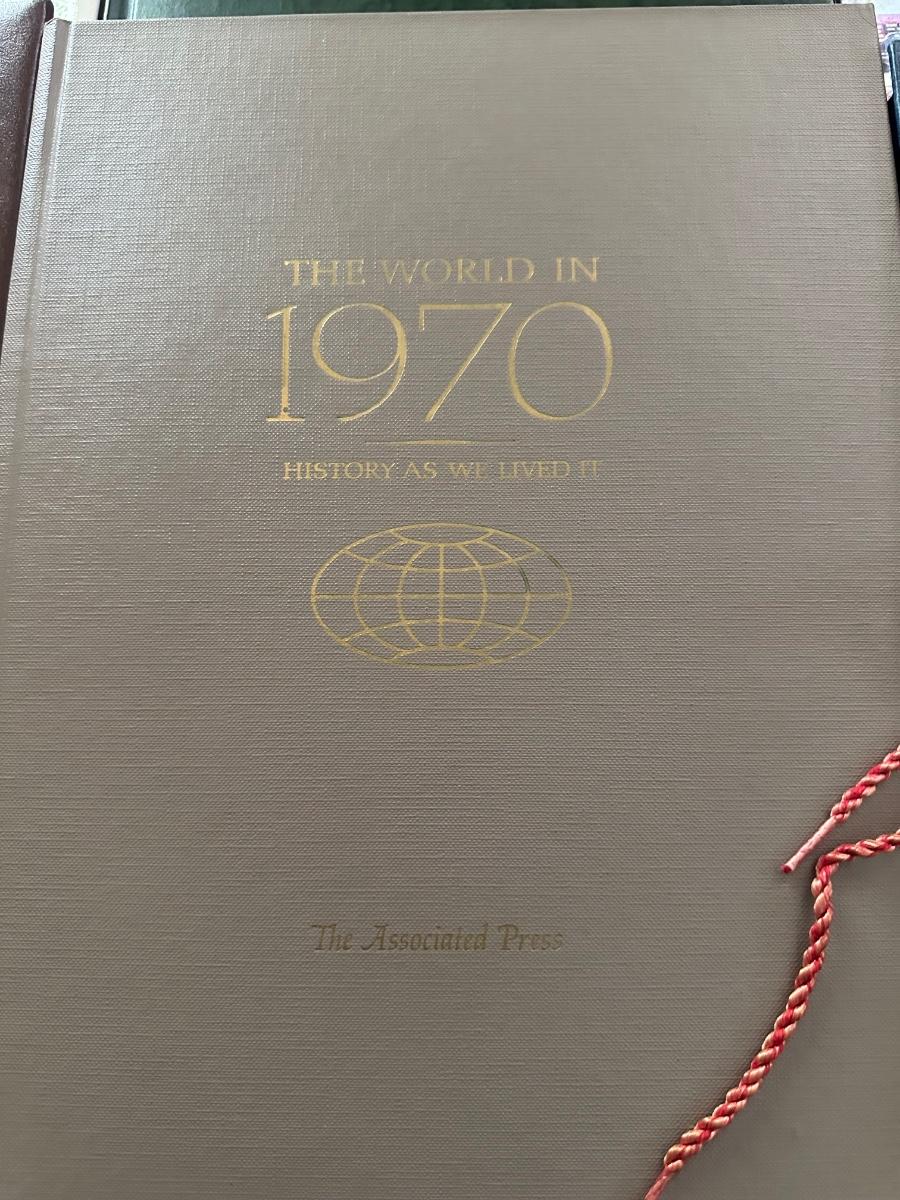 THE WORLD IN
1970
HISTORY AS WE LIVED IT
The Associated Press